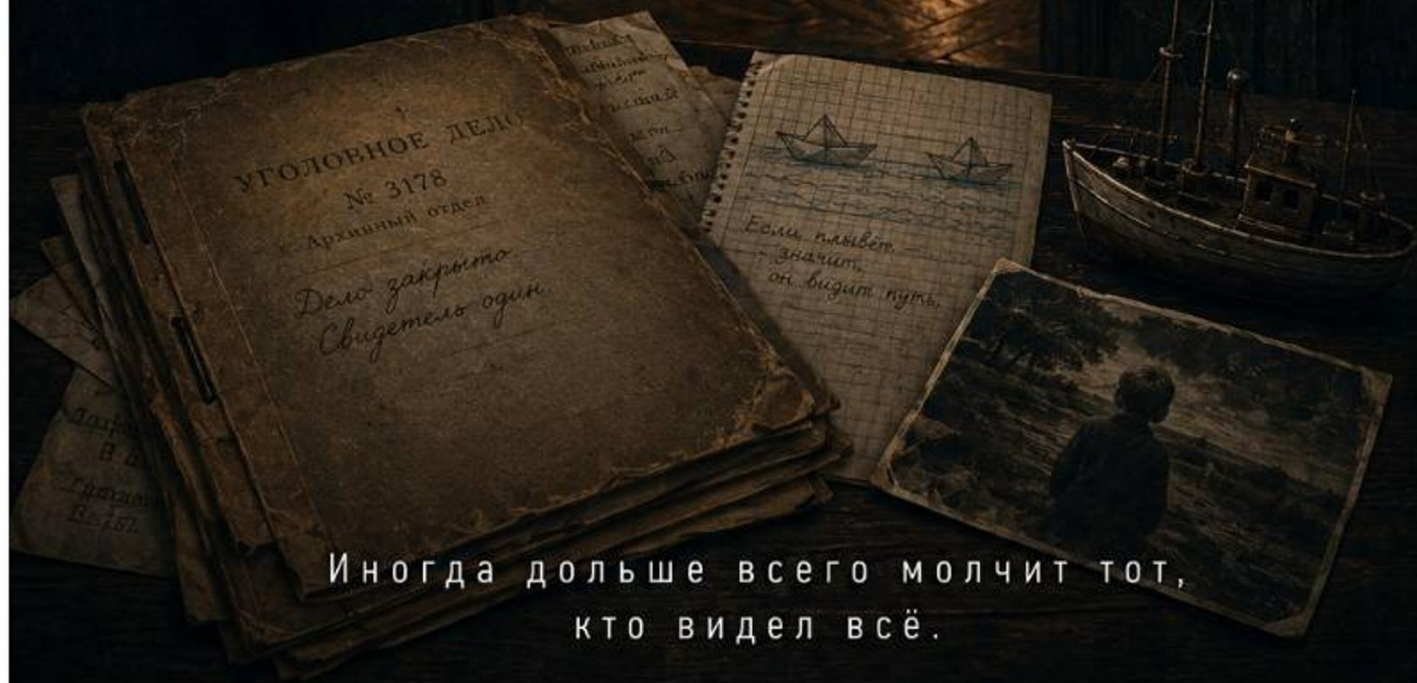 УГОЛОВНОЕ ДЕЛО
№ 3178
Архивный отдел
Дело закрыто.
Свидетель один.
Если плывёт,
значит,
он видит путь.
Иногда дольше всего молчит тот,
кто видел всё.